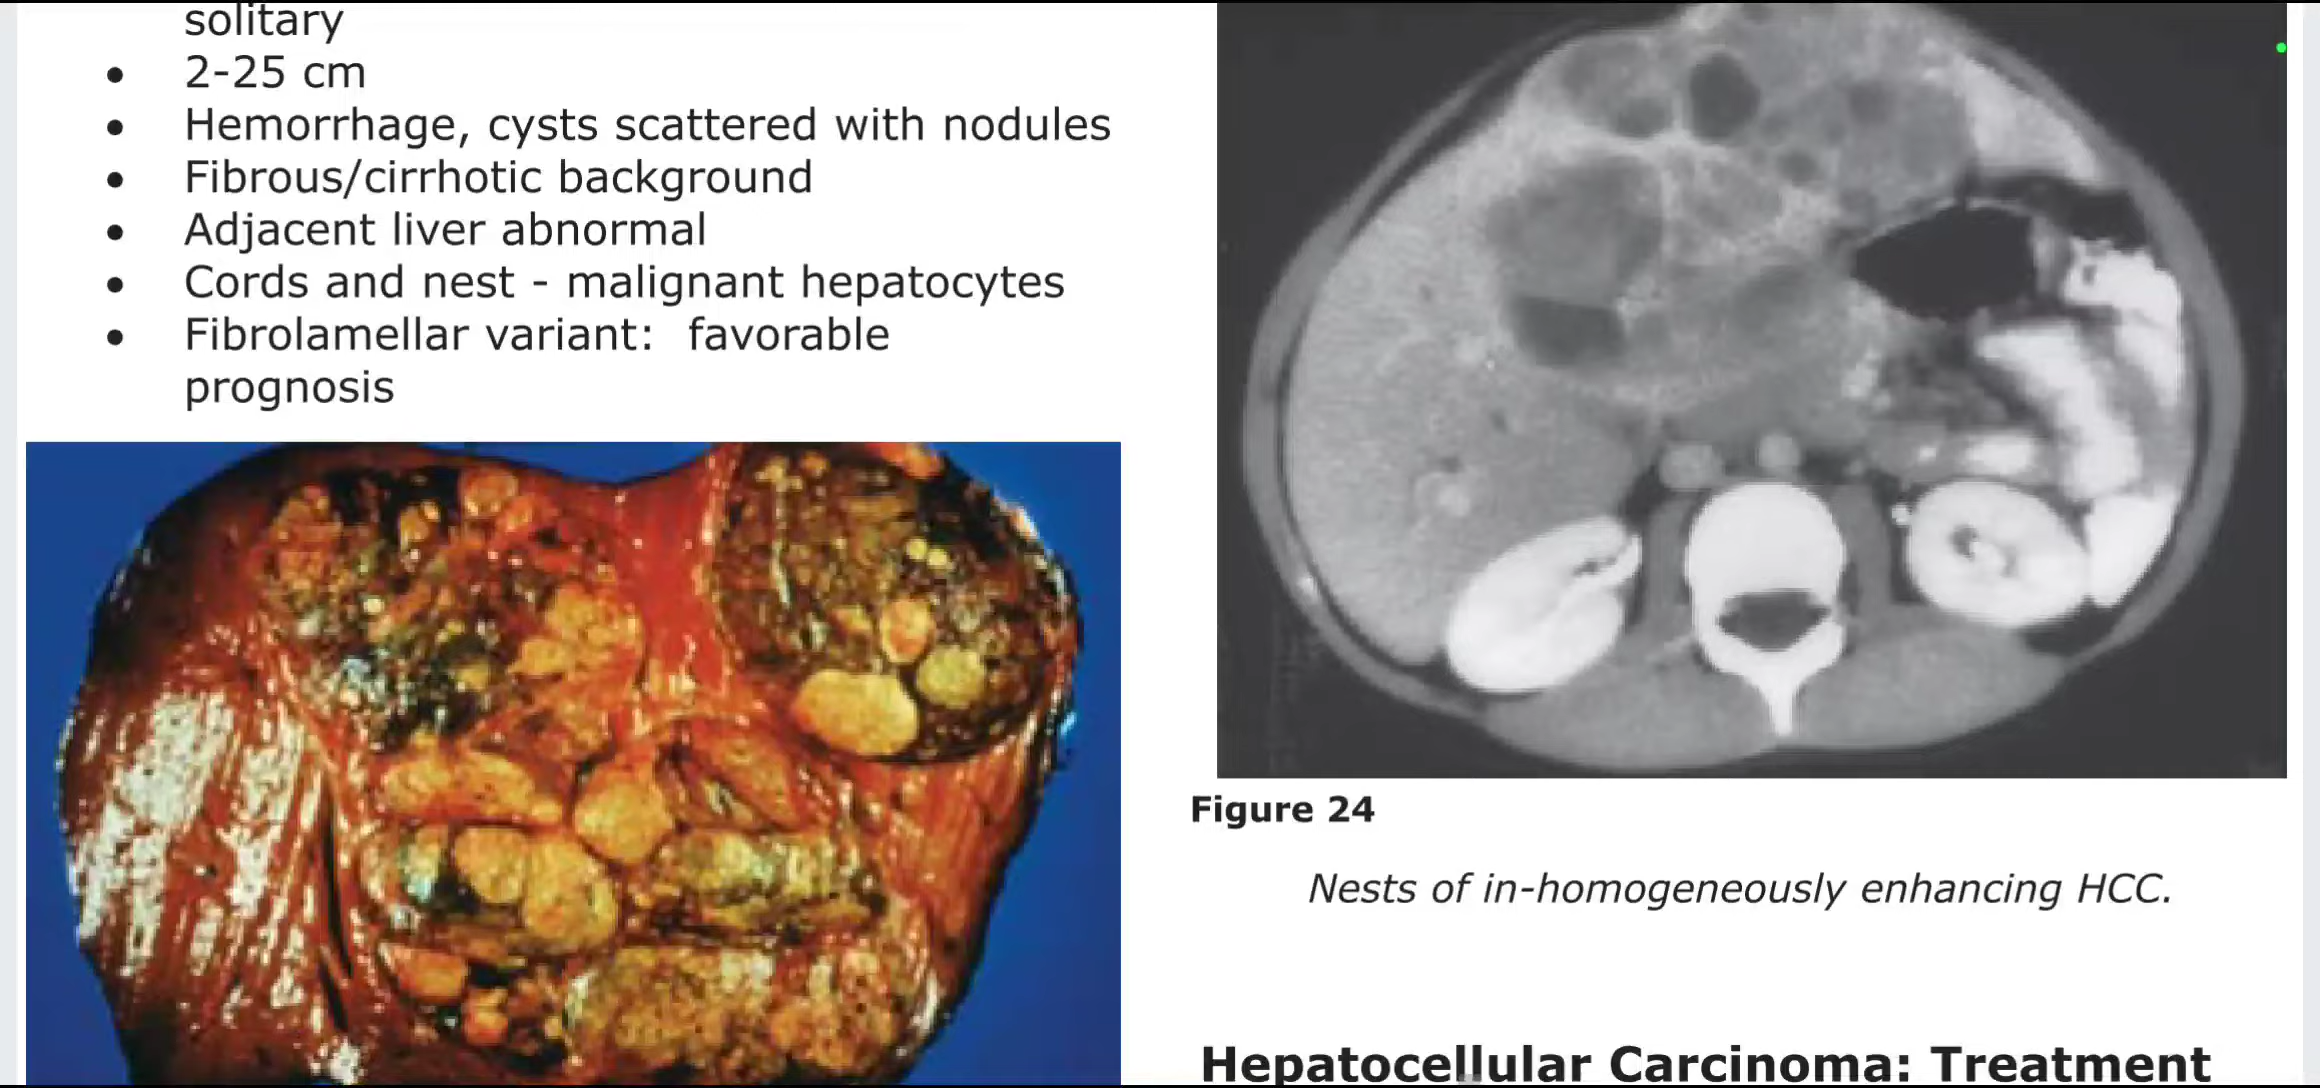 solitary
• 2-25 cm
• Hemorrhage, cysts scattered with nodules
• Fibrous/cirrhotic background
• Adjacent liver abnormal
• Cords and nest - malignant hepatocytes
• Fibrolamellar variant: favorable
prognosis
Figure 24
Nests of in-homogeneously enhancing HCC.
Hepatocellular Carcinoma: Treatment